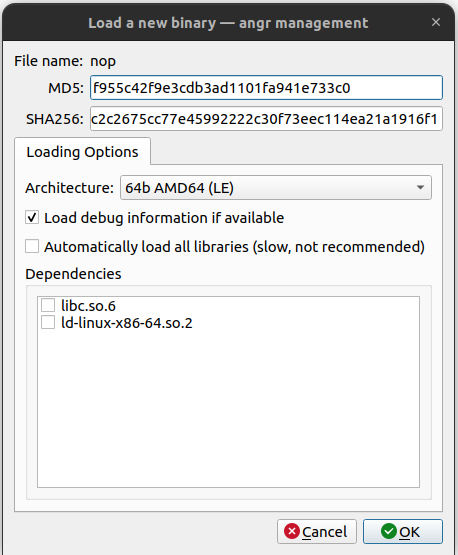 Load a new binary — angr management
File name: nop
MD5: f955c42f9e3cdb3ad1101fa941e733c0
SHA256: c2c2675cc77e45992222c30f73eec114ea21a1916f1
Loading Options
Architecture: 64b AMD64 (LE)
Load debug information if available
Automatically load all libraries (slow, not recommended)
Dependencies
libc.so.6
ld-linux-x86-64.so.2
Cancel OK